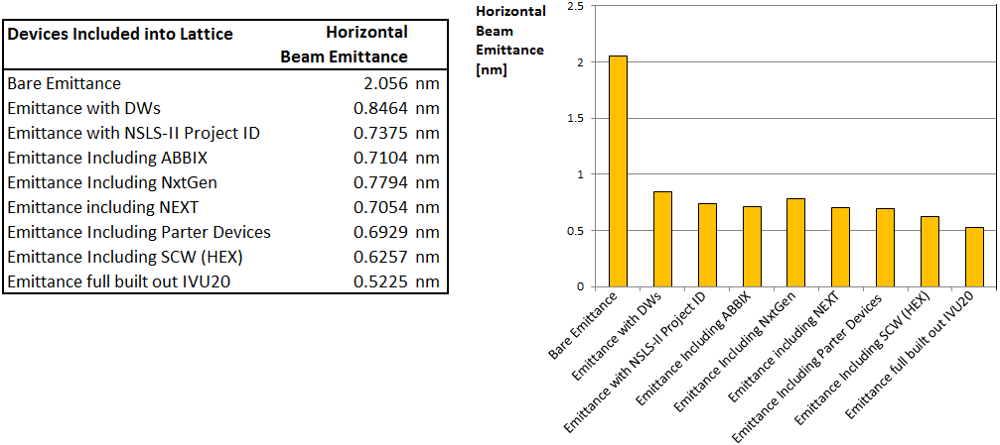 Devices Included into Lattice Horizontal
Beam Emittance
Bare Emittance 2.056 nm
Emittance with DWs 0.8464 nm
Emittance with NSLS-II Project ID 0.7375 nm
Emittance Including ABBIX 0.7104 nm
Emittance Including NxtGen 0.7794 nm
Emittance including NEXT 0.7054 nm
Emittance Including Parter Devices 0.6929 nm
Emittance Including SCW (HEX) 0.6257 nm
Emittance full built out IVU20 0.5225 nm
Horizontal
Beam
Emittance
[nm]
2.5
2
1.5
1
0.5
0
Bare Emittance
Emittance with DWs
Emittance with NSLS-II Project ID
Emittance Including ABBIX
Emittance Including NxtGen
Emittance including NEXT
Emittance Including Parter Devices
Emittance Including SCW (HEX)
Emittance full built out IVU20